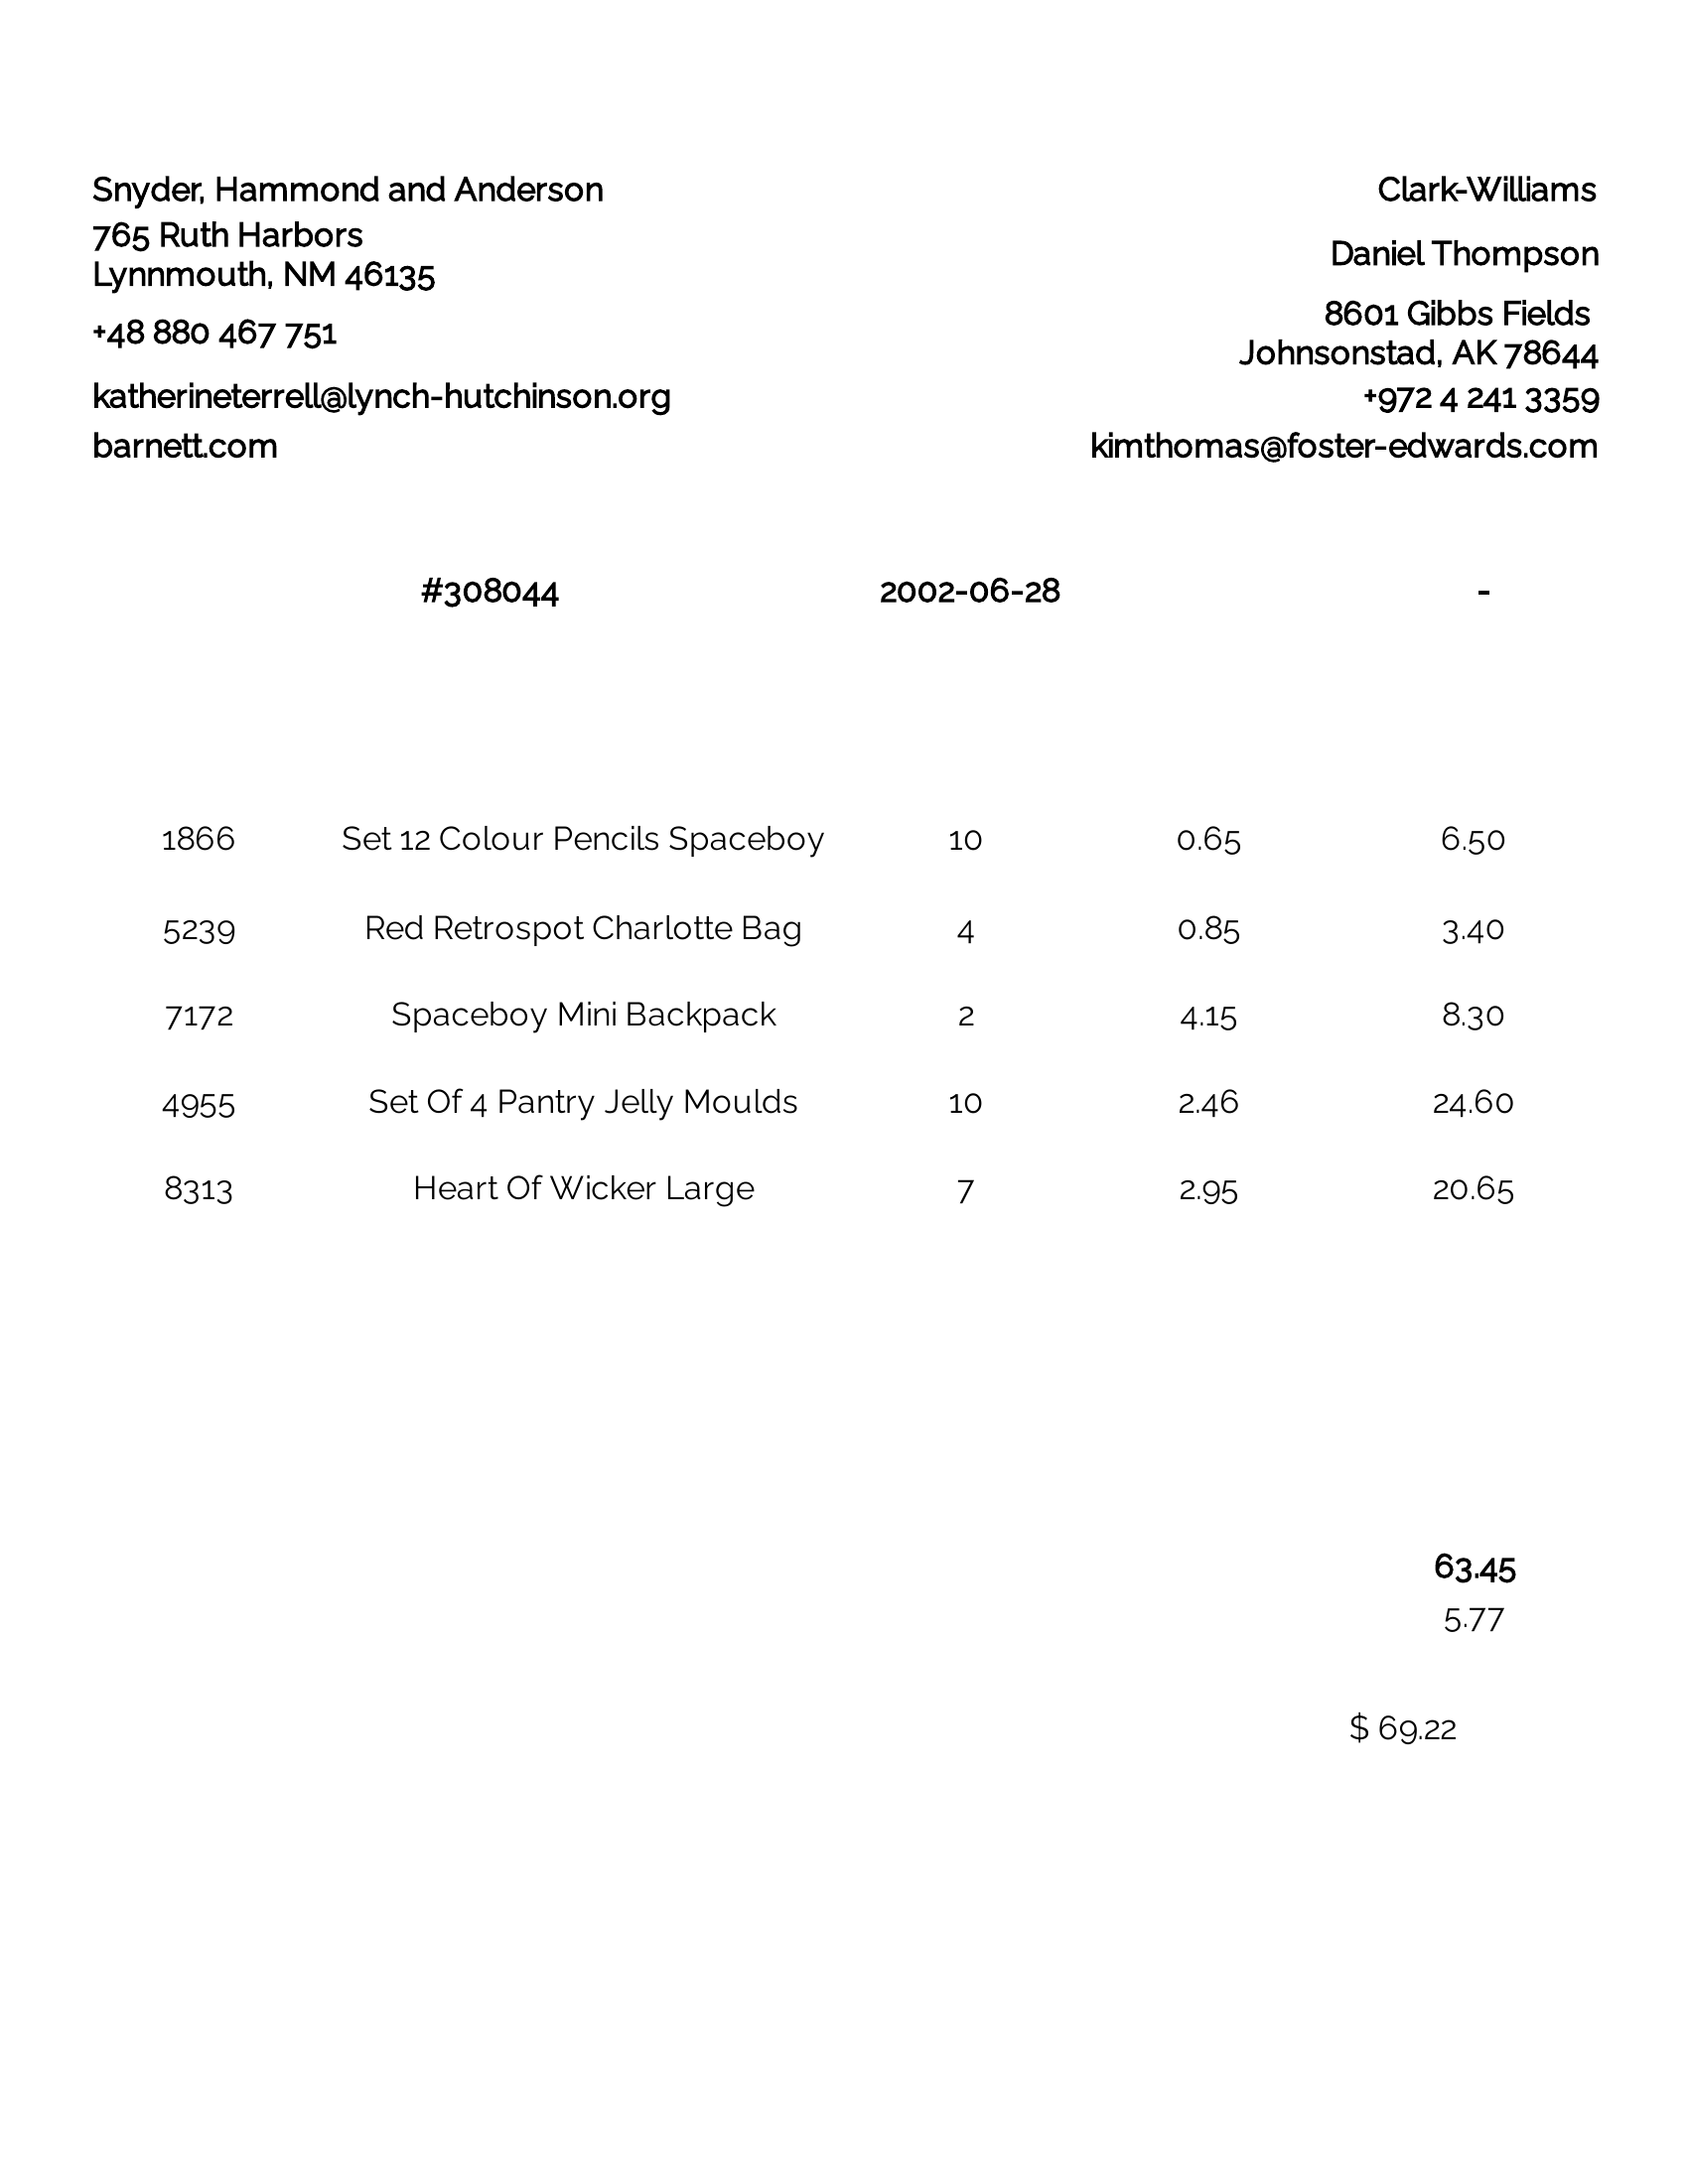 Snyder, Hammond and Anderson
765 Ruth Harbors
Lynnmouth, NM 46135
+48 880 467 751
katherineterrell@lynch-hutchinson.org
barnett.com
Clark-Williams
Daniel Thompson
8601 Gibbs Fields
Johnsonstad, AK 78644
+972 4 241 3359
kimthomas@foster-edwards.com
#308044 2002-06-28 -
1866 Set 12 Colour Pencils Spaceboy 10 0.65 6.50
5239 Red Retrospot Charlotte Bag 4 0.85 3.40
7172 Spaceboy Mini Backpack 2 4.15 8.30
4955 Set Of 4 Pantry Jelly Moulds 10 2.46 24.60
8313 Heart Of Wicker Large 7 2.95 20.65
63.45
5.77
$ 69.22